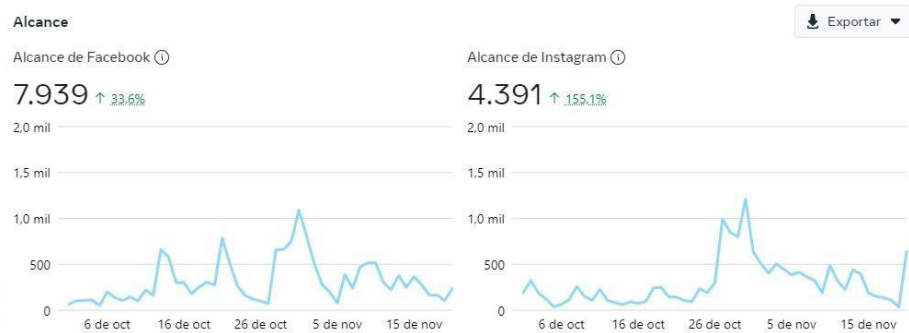 Alcance
Exportar
Alcance de Facebook
7.939 ↑ 33,6%
2,0 mil
1,5 mil
1,0 mil
500
0
6 de oct 16 de oct 26 de oct 5 de nov 15 de nov
Alcance de Instagram
4.391 ↑ 155,1%
2,0 mil
1,5 mil
1,0 mil
500
0
6 de oct 16 de oct 26 de oct 5 de nov 15 de nov